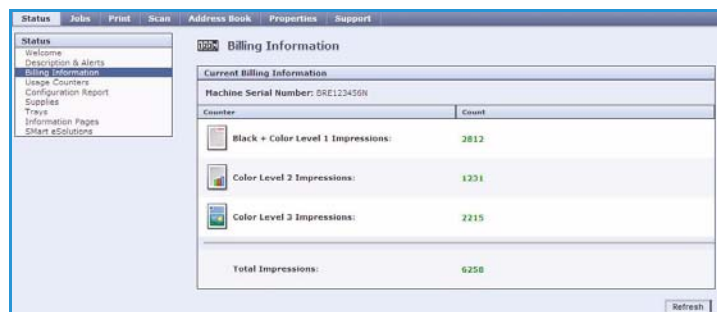 Status Jobs Print Scan Address Book Properties Support
Status
Welcome
Description & Alerts
Billing Information
Usage Counters
Configuration Report
Supplies
Trays
Information Pages
SMart eSolutions
Billing Information
Current Billing Information
Machine Serial Number: BRE123456N
Counter Count
Black + Color Level 1 Impressions: 2812
Color Level 2 Impressions: 1231
Color Level 3 Impressions: 2215
Total Impressions: 6258
Refresh